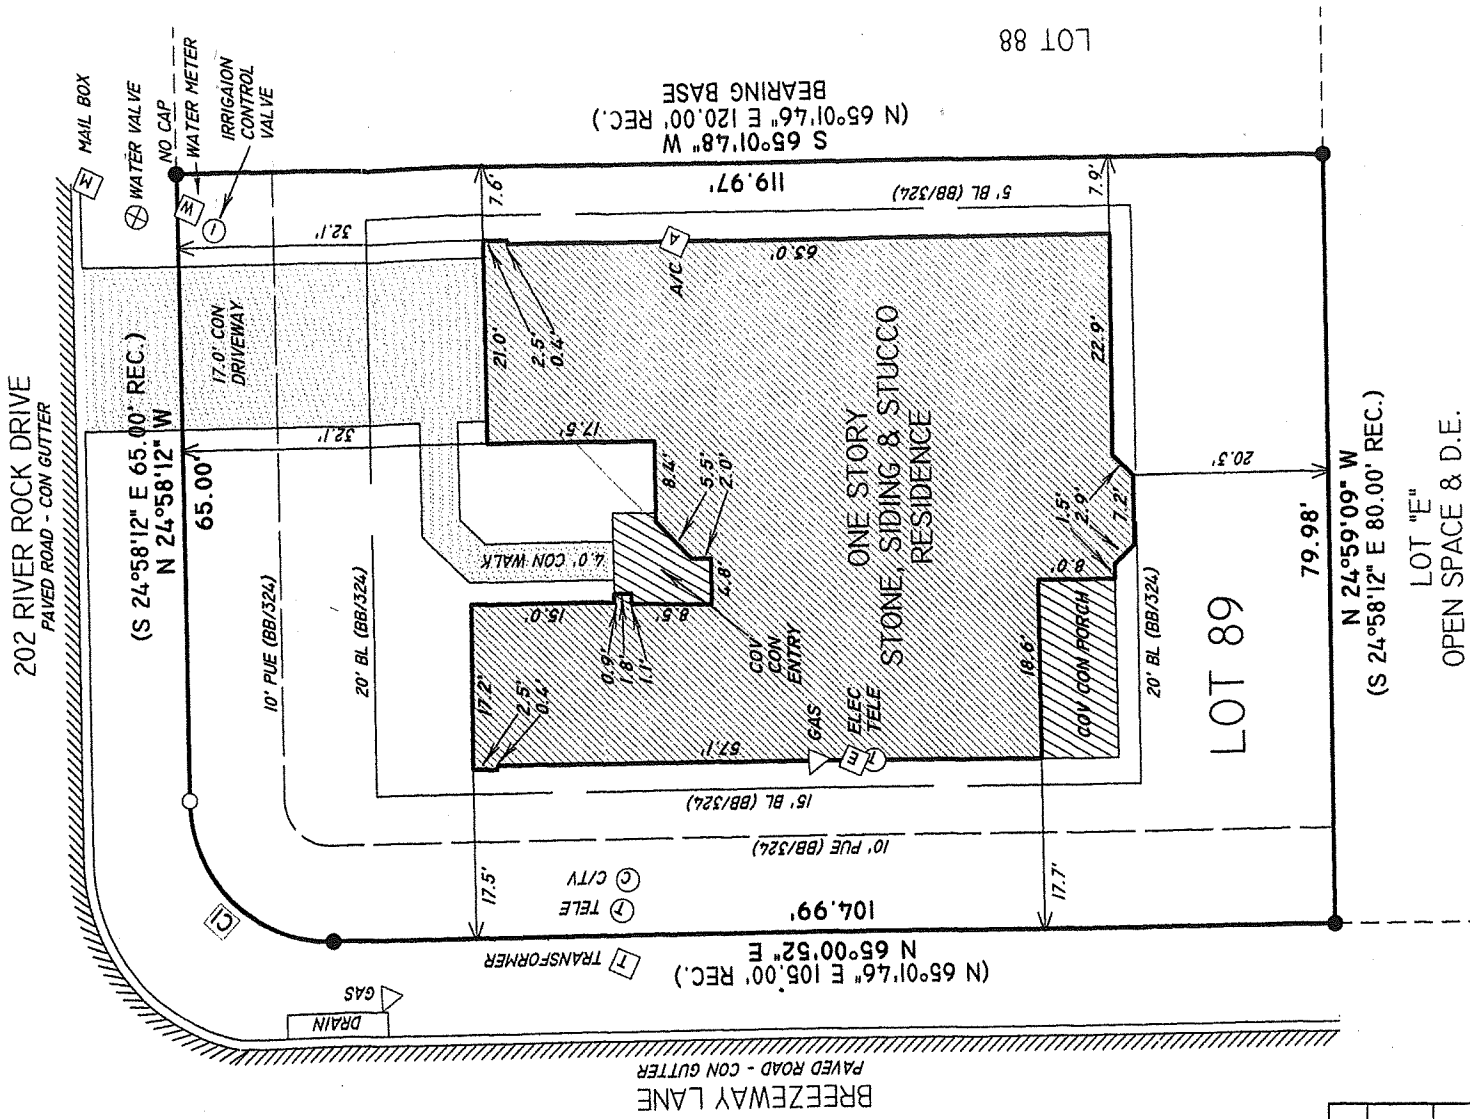 202 RIVER ROCK DRIVE
PAVED ROAD - CON GUTTER
MAIL BOX
M
WATER VALVE
NO CAP
WATER METER
W
IRRIGAION
CONTROL
VALVE
I
LOT 88
(S 24°58'12" E 65.00' REC.)
N 24°58'12" W
65.00'
17.0' CON
DRIVEWAY
32.1'
32.1'
10' PUE (BB/324)
20' BL (BB/324)
S 65°01'48" W
(N 65°01'46" E 120.00' REC.)
BEARING BASE
119.97'
7.6'
7.9'
5' BL (BB/324)
A/C
A
63.0'
21.0'
2.5'
0.4'
17.5'
8.4'
5.5'
2.0'
4.0' CON WALK
4.8'
8.5'
15.0'
0.9'
1.8'
1.1'
COV
CON
ENTRY
17.2'
2.5'
0.4'
57.1'
ONE STORY
STONE, SIDING & STUCCO
RESIDENCE
22.9'
1.5'
2.9'
7.2'
8.0'
18.6'
COV CON PORCH
20.3'
GAS
ELEC
TELE
E
T
20' BL (BB/324)
LOT 89
15' BL (BB/324)
10' PUE (BB/324)
17.5'
17.7'
C C/TV
T TELE
T TRANSFORMER
104.99'
N 65°00'52" E
(N 65°01'46" E 105.00' REC.)
C1
GAS
DRAIN
PAVED ROAD - CON GUTTER
BREEZEWAY LANE
79.98'
N 24°59'09" W
(S 24°58'12" E 80.00' REC.)
LOT "E"
OPEN SPACE & D.E.